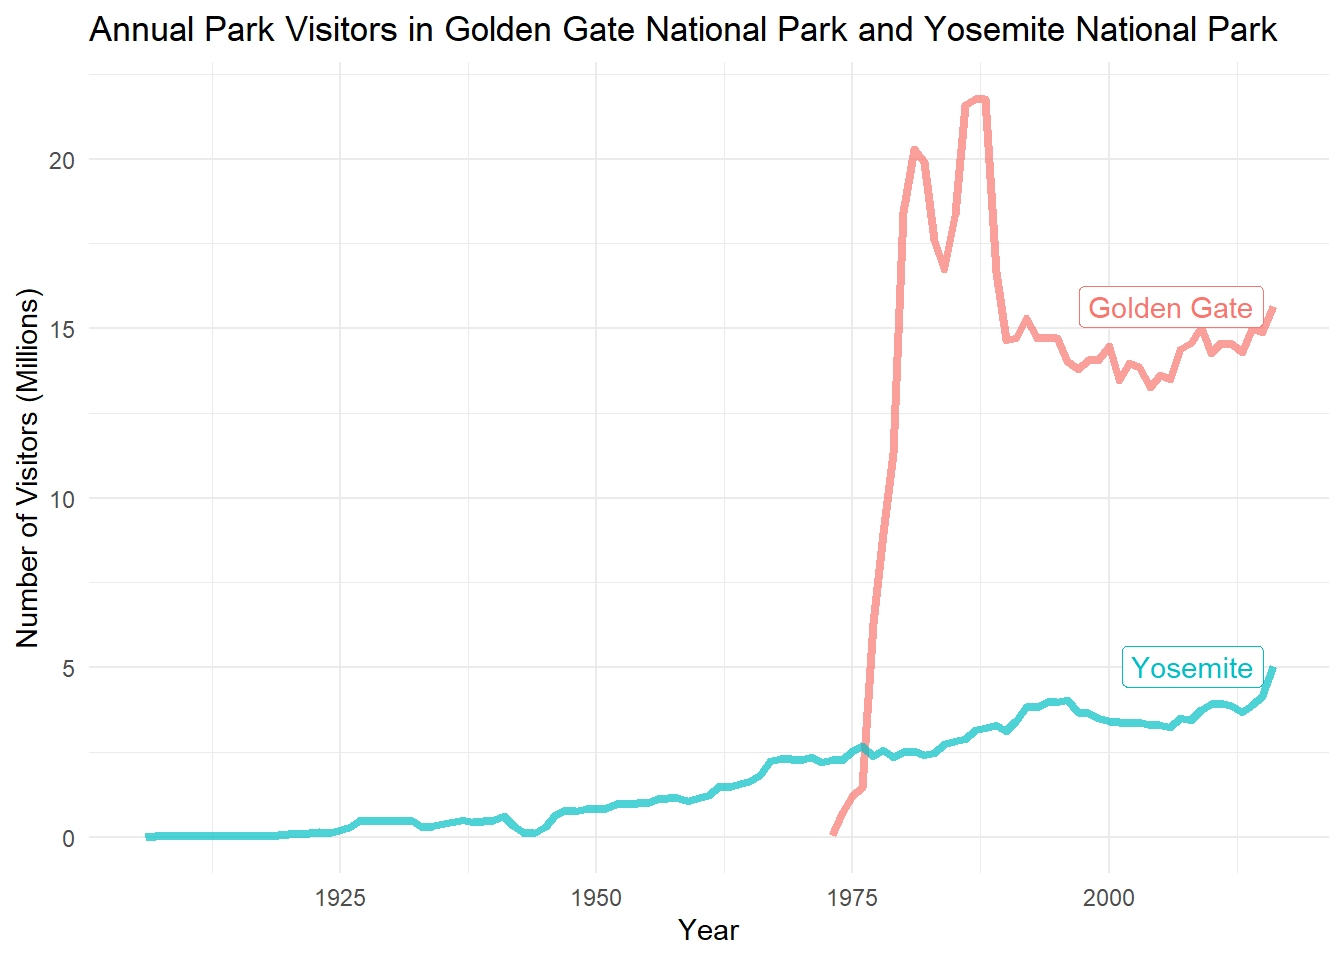 Annual Park Visitors in Golden Gate National Park and Yosemite National Park
Number of Visitors (Millions)
20
15
10
5
0
Golden Gate
Yosemite
1925
1950
1975
2000
Year